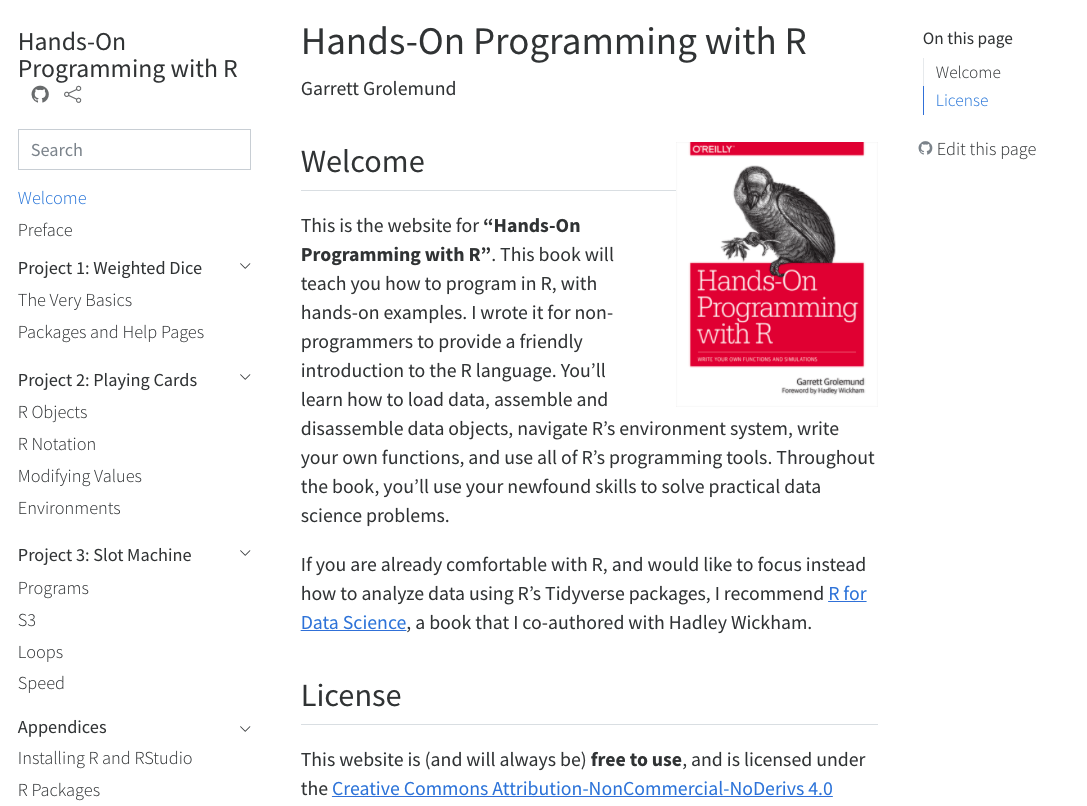 Hands-On
Programming with R
Search
Welcome
Preface
Project 1: Weighted Dice
The Very Basics
Packages and Help Pages
Project 2: Playing Cards
R Objects
R Notation
Modifying Values
Environments
Project 3: Slot Machine
Programs
S3
Loops
Speed
Appendices
Installing R and RStudio
R Packages
Hands-On Programming with R
Garrett Grolemund
Welcome
O'REILLY
Hands-On
Programming
with R
WRITE YOUR OWN FUNCTIONS AND SIMULATIONS
Garrett Grolemund
Foreword by Hadley Wickham
This is the website for “Hands-On
Programming with R”. This book will
teach you how to program in R, with
hands-on examples. I wrote it for non-
programmers to provide a friendly
introduction to the R language. You’ll
learn how to load data, assemble and
disassemble data objects, navigate R’s environment system, write
your own functions, and use all of R’s programming tools. Throughout
the book, you’ll use your newfound skills to solve practical data
science problems.
If you are already comfortable with R, and would like to focus instead
how to analyze data using R’s Tidyverse packages, I recommend R for
Data Science, a book that I co-authored with Hadley Wickham.
License
This website is (and will always be) free to use, and is licensed under
the Creative Commons Attribution-NonCommercial-NoDerivs 4.0
On this page
Welcome
License
Edit this page